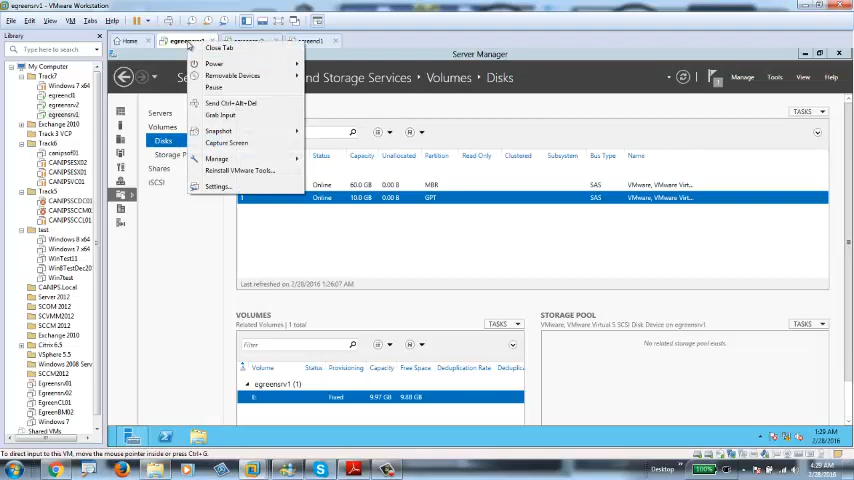 egreensrv1 - VMware Workstation
File Edit View VM Tabs Help
Library
Type here to search
My Computer
Track7
Windows 7 x64
egreencl1
egreensrv2
egreensrv1
Exchange 2010
Track 3 VCP
Track6
canipsof01
CANIPSESX02
CANIPSESX01
CANIPSVC01
Track5
CANIPSSCDC01
CANIPSSCCM01
CANIPSSCCL01
test
Windows 8 x64
Windows 7 x64
WinTest11
Win8TestDec20
Win7test
CANIPS.Local
Server 2012
SCOM 2012
SCVMM2012
SCCM 2012
Exchange 2010
Citrix 6.5
VSphere 5.5
Windows 2008 Serv
SCCM2012
Egreensrv01
Egreensrv02
EgreenCL01
EgreenBM02
Windows 7
Shared VMs
Home
Close Tab
Power
Removable Devices
Pause
Send Ctrl+Alt+Del
Grab Input
Snapshot
Capture Screen
Manage
Reinstall VMware Tools...
Settings...
Server Manager
nd Storage Services Volumes Disks
Manage Tools View Help
Servers
Volumes
Disks
Storage P
Shares
iSCSI
TASKS
Status Capacity Unallocated Partition Read Only Clustered Subsystem Bus Type Name
Online 60.0 GB 0.00 B MBR SAS VMware, VMware Virt...
1 Online 10.0 GB 0.00 B GPT SAS VMware, VMware Virt...
Last refreshed on 2/28/2016 1:26:07 AM
VOLUMES
Related Volumes | 1 total
TASKS
Filter
Volume Status Provisioning Capacity Free Space Deduplication Rate Deduplic
egreensrv1 (1)
E: Fixed 9.97 GB 9.88 GB
STORAGE POOL
VMware, VMware Virtual S SCSI Disk Device on egreensrv1
TASKS
No related storage pool exists.
1:29 AM
2/28/2016
To direct input to this VM, move the mouse pointer inside or press Ctrl+G.
Desktop
100%
4:29 AM
2/28/2016